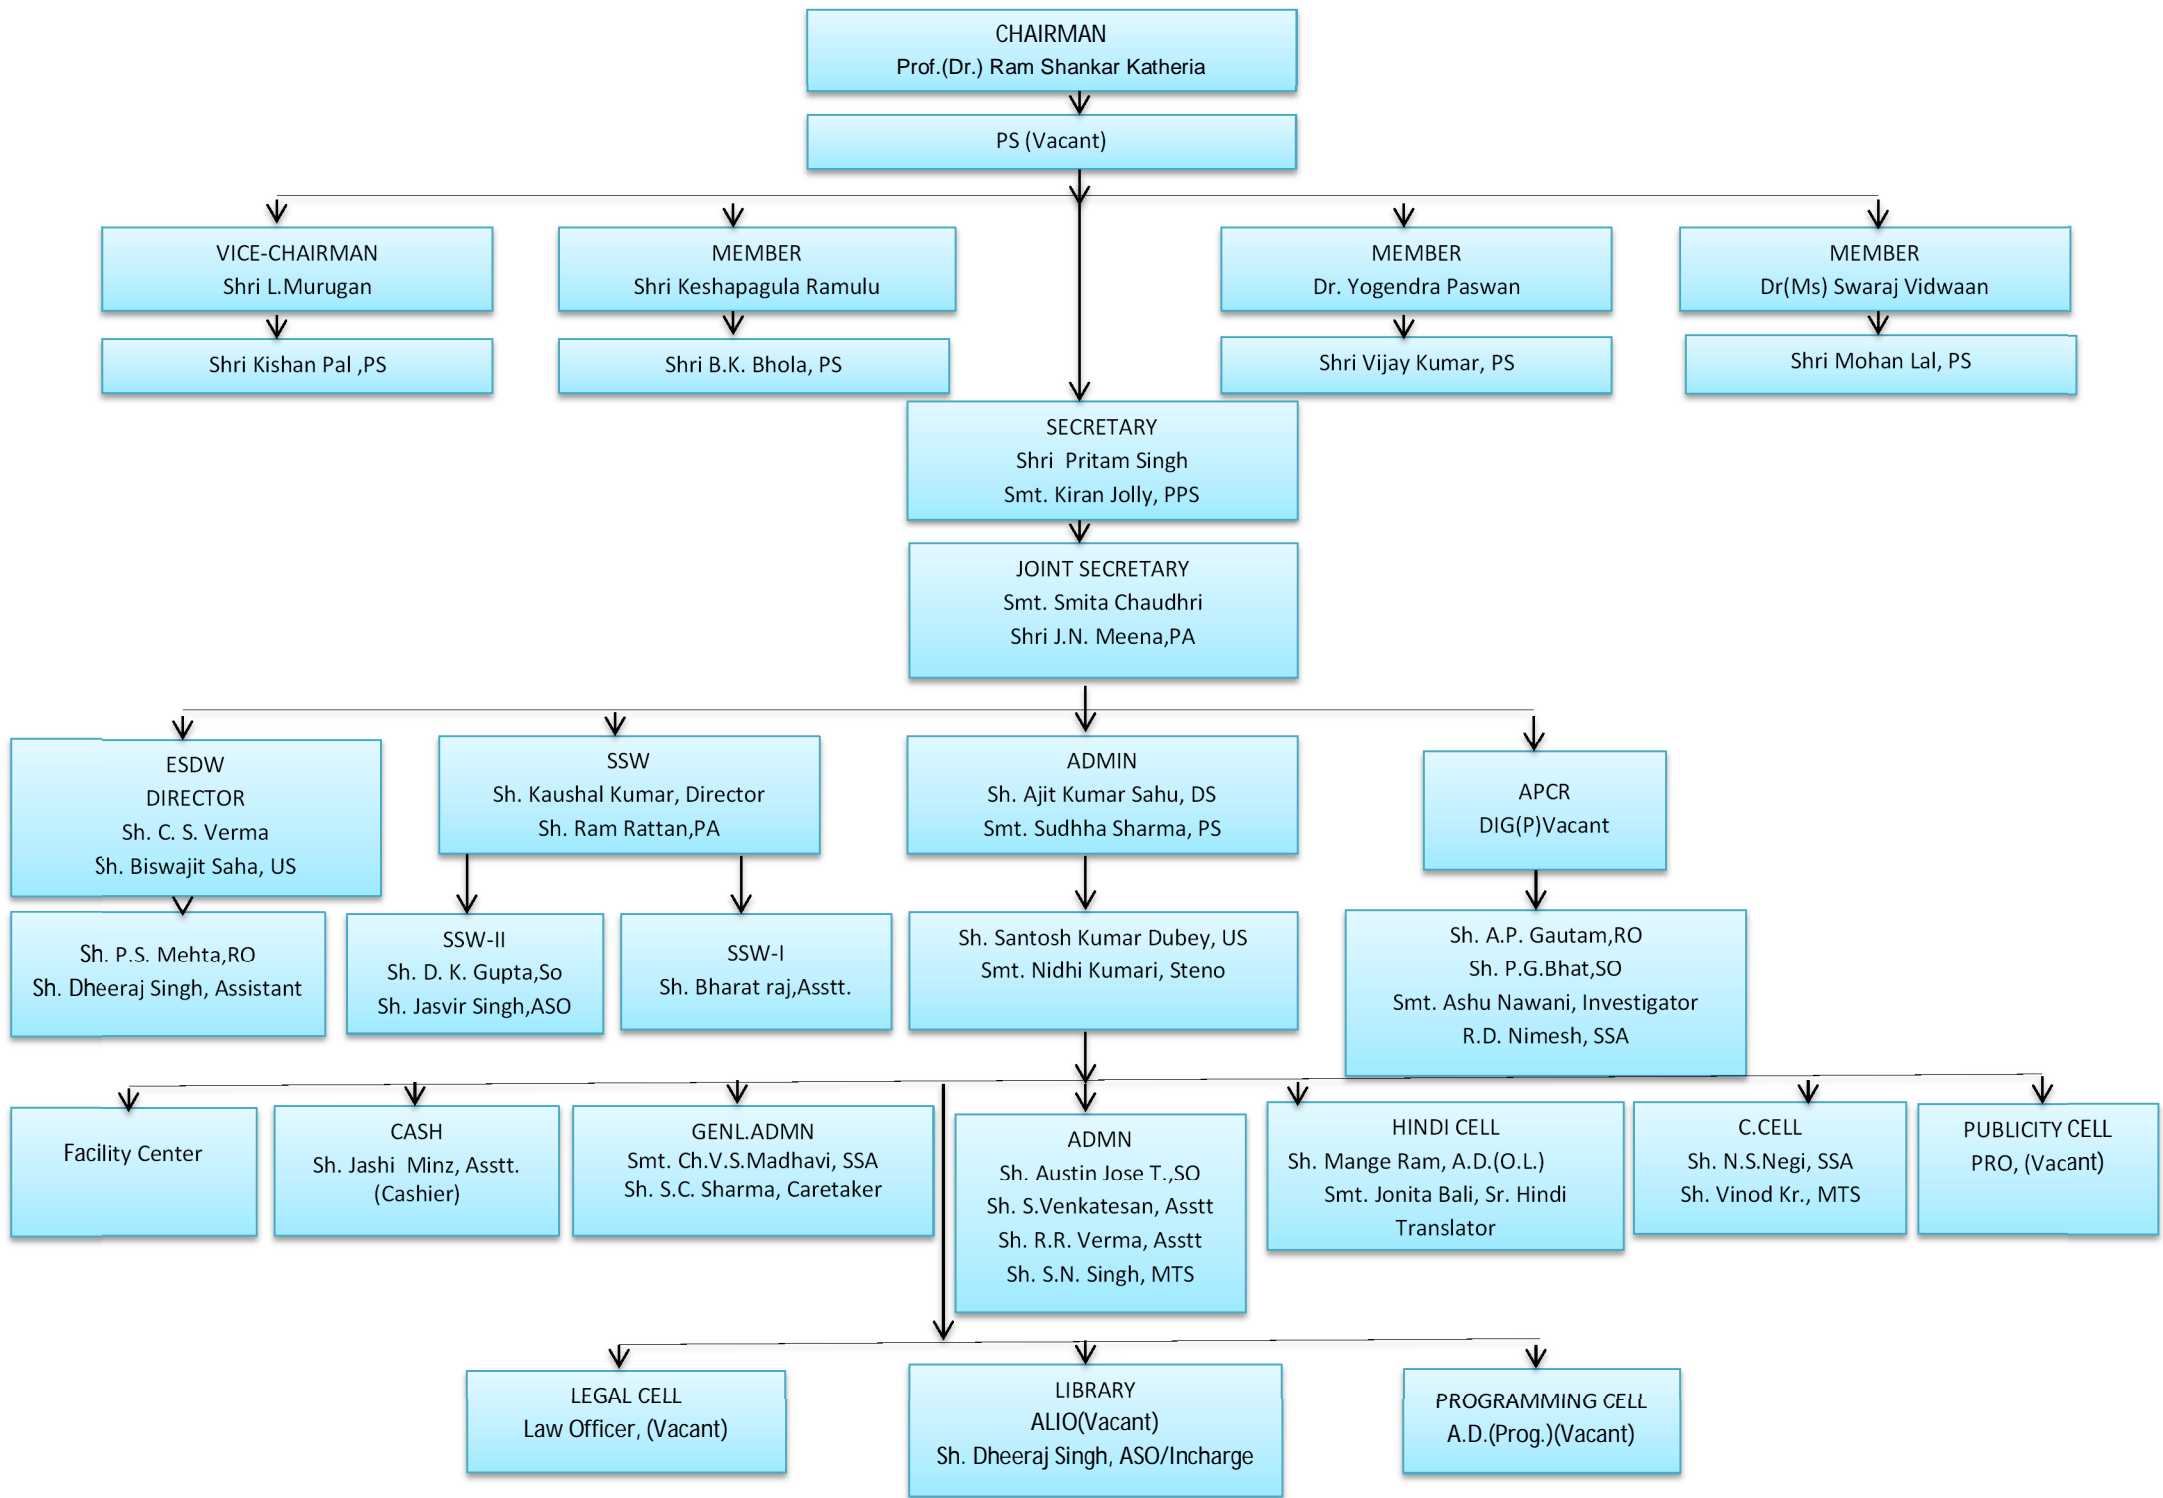 CHAIRMAN
Prof.(Dr.) Ram Shankar Katheria
PS (Vacant)
VICE-CHAIRMAN
Shri L.Murugan
MEMBER
Shri Keshapagula Ramulu
MEMBER
Dr. Yogendra Paswan
MEMBER
Dr(Ms) Swaraj Vidwaan
Shri Kishan Pal ,PS
Shri B.K. Bhola, PS
Shri Vijay Kumar, PS
Shri Mohan Lal, PS
SECRETARY
Shri Pritam Singh
Smt. Kiran Jolly, PPS
JOINT SECRETARY
Smt. Smita Chaudhri
Shri J.N. Meena,PA
ESDW
DIRECTOR
Sh. C. S. Verma
Sh. Biswajit Saha, US
SSW
Sh. Kaushal Kumar, Director
Sh. Ram Rattan,PA
ADMIN
Sh. Ajit Kumar Sahu, DS
Smt. Sudhha Sharma, PS
APCR
DIG(P)Vacant
Sh. P.S. Mehta,RO
Sh. Dheeraj Singh, Assistant
SSW-II
Sh. D. K. Gupta,So
Sh. Jasvir Singh,ASO
SSW-I
Sh. Bharat raj,Asstt.
Sh. Santosh Kumar Dubey, US
Smt. Nidhi Kumari, Steno
Sh. A.P. Gautam,RO
Sh. P.G.Bhat,SO
Smt. Ashu Nawani, Investigator
R.D. Nimesh, SSA
Facility Center
CASH
Sh. Jashi Minz, Asstt.
(Cashier)
GENL.ADMN
Smt. Ch.V.S.Madhavi, SSA
Sh. S.C. Sharma, Caretaker
ADMN
Sh. Austin Jose T.,SO
Sh. S.Venkatesan, Asstt
Sh. R.R. Verma, Asstt
Sh. S.N. Singh, MTS
HINDI CELL
Sh. Mange Ram, A.D.(O.L.)
Smt. Jonita Bali, Sr. Hindi
Translator
C.CELL
Sh. N.S.Negi, SSA
Sh. Vinod Kr., MTS
PUBLICITY CELL
PRO, (Vacant)
LEGAL CELL
Law Officer, (Vacant)
LIBRARY
ALIO(Vacant)
Sh. Dheeraj Singh, ASO/Incharge
PROGRAMMING CELL
A.D.(Prog.)(Vacant)